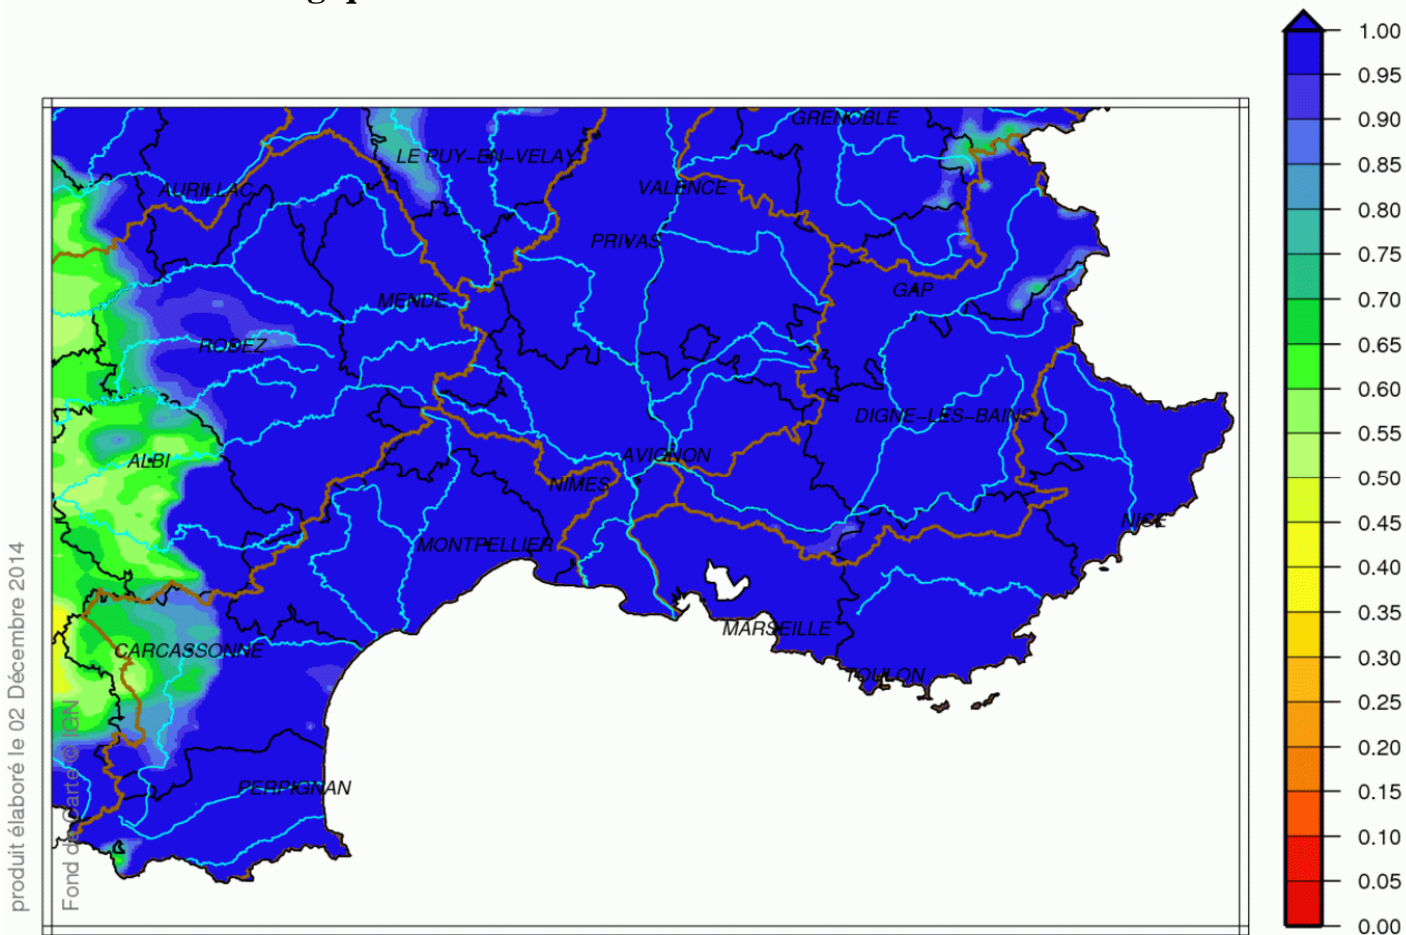 1.00
0.95
0.90
0.85
0.80
0.75
0.70
0.65
0.60
0.55
0.50
0.45
0.40
0.35
0.30
0.25
0.20
0.15
0.10
0.05
0.00
GRENOBLE
LE PUY-EN-VELAY
AURILLAC
VALENCE
PRIVAS
GAP
MENDE
RODEZ
DIGNE-LES-BAINS
AVIGNON
ALBI
NIMES
NICE
MONTPELLIER
MARSEILLE
CARCASSONNE
TOULON
PERPIGNAN
produit élaboré le 02 Décembre 2014
Fond de Carte © IGN